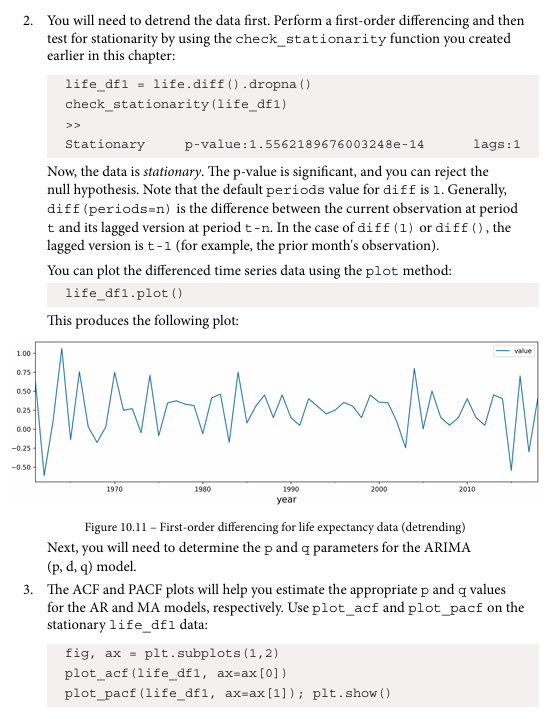 2. You will need to detrend the data first. Perform a first-order differencing and then
test for stationarity by using the check_stationarity function you created
earlier in this chapter:
life_df1 = life.diff().dropna()
check_stationarity(life_df1)
>>
Stationary p-value:1.5562189676003248e-14 lags:1
Now, the data is stationary. The p-value is significant, and you can reject the
null hypothesis. Note that the default periods value for diff is 1. Generally,
diff(periods=n) is the difference between the current observation at period
t and its lagged version at period t-n. In the case of diff(1) or diff(), the
lagged version is t-1 (for example, the prior month's observation).
You can plot the differenced time series data using the plot method:
life_df1.plot()
This produces the following plot:
value
1.00
0.75
0.50
0.25
0.00
−0.25
−0.50
1970 1980 1990 2000 2010
year
Figure 10.11 – First-order differencing for life expectancy data (detrending)
Next, you will need to determine the p and q parameters for the ARIMA
(p, d, q) model.
3. The ACF and PACF plots will help you estimate the appropriate p and q values
for the AR and MA models, respectively. Use plot_acf and plot_pacf on the
stationary life_df1 data:
fig, ax = plt.subplots(1,2)
plot_acf(life_df1, ax=ax[0])
plot_pacf(life_df1, ax=ax[1]); plt.show()